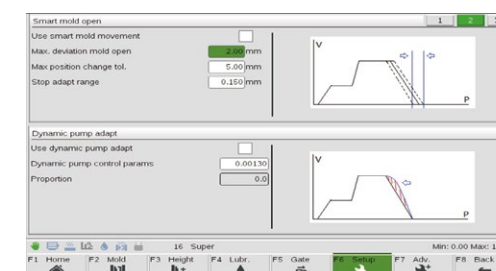 Smart mold open
1 2
Use smart mold movement
Max. deviation mold open 2.00 mm
Max position change tol. 5.00 mm
Stop adapt range 0.150 mm
V
P
Dynamic pump adapt
Use dynamic pump adapt
Dynamic pump control params 0.00130
Proportion 0.0
V
P
16 Super Min: 0.00 Max: 1
F1 Home F2 Mold F3 Height F4 Lubr. F5 Gate F6 Setup F7 Adv. F8 Back